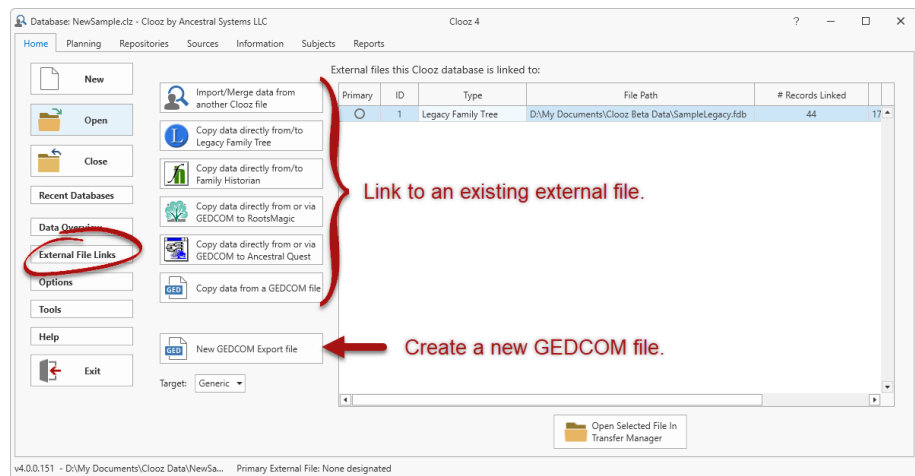 Database: NewSample.clz - Clooz by Ancestral Systems LLC
Clooz 4
Home Planning Repositories Sources Information Subjects Reports
New
Open
Close
Recent Databases
Data Overview
External File Links
Options
Tools
Help
Exit
Import/Merge data from
another Clooz file
Copy data directly from/to
Legacy Family Tree
Copy data directly from/to
Family Historian
Copy data directly from or via
GEDCOM to RootsMagic
Copy data directly from or via
GEDCOM to Ancestral Quest
GED
Copy data from a GEDCOM file
GED
New GEDCOM Export file
Target: Generic
External files this Clooz database is linked to:
Primary ID Type File Path # Records Linked
1 Legacy Family Tree D:\My Documents\Clooz Beta Data\SampleLegacy.fdb 44 17
Link to an existing external file.
Create a new GEDCOM file.
Open Selected File In
Transfer Manager
v4.0.0.151 - D:\My Documents\Clooz Data\NewSa... Primary External File: None designated